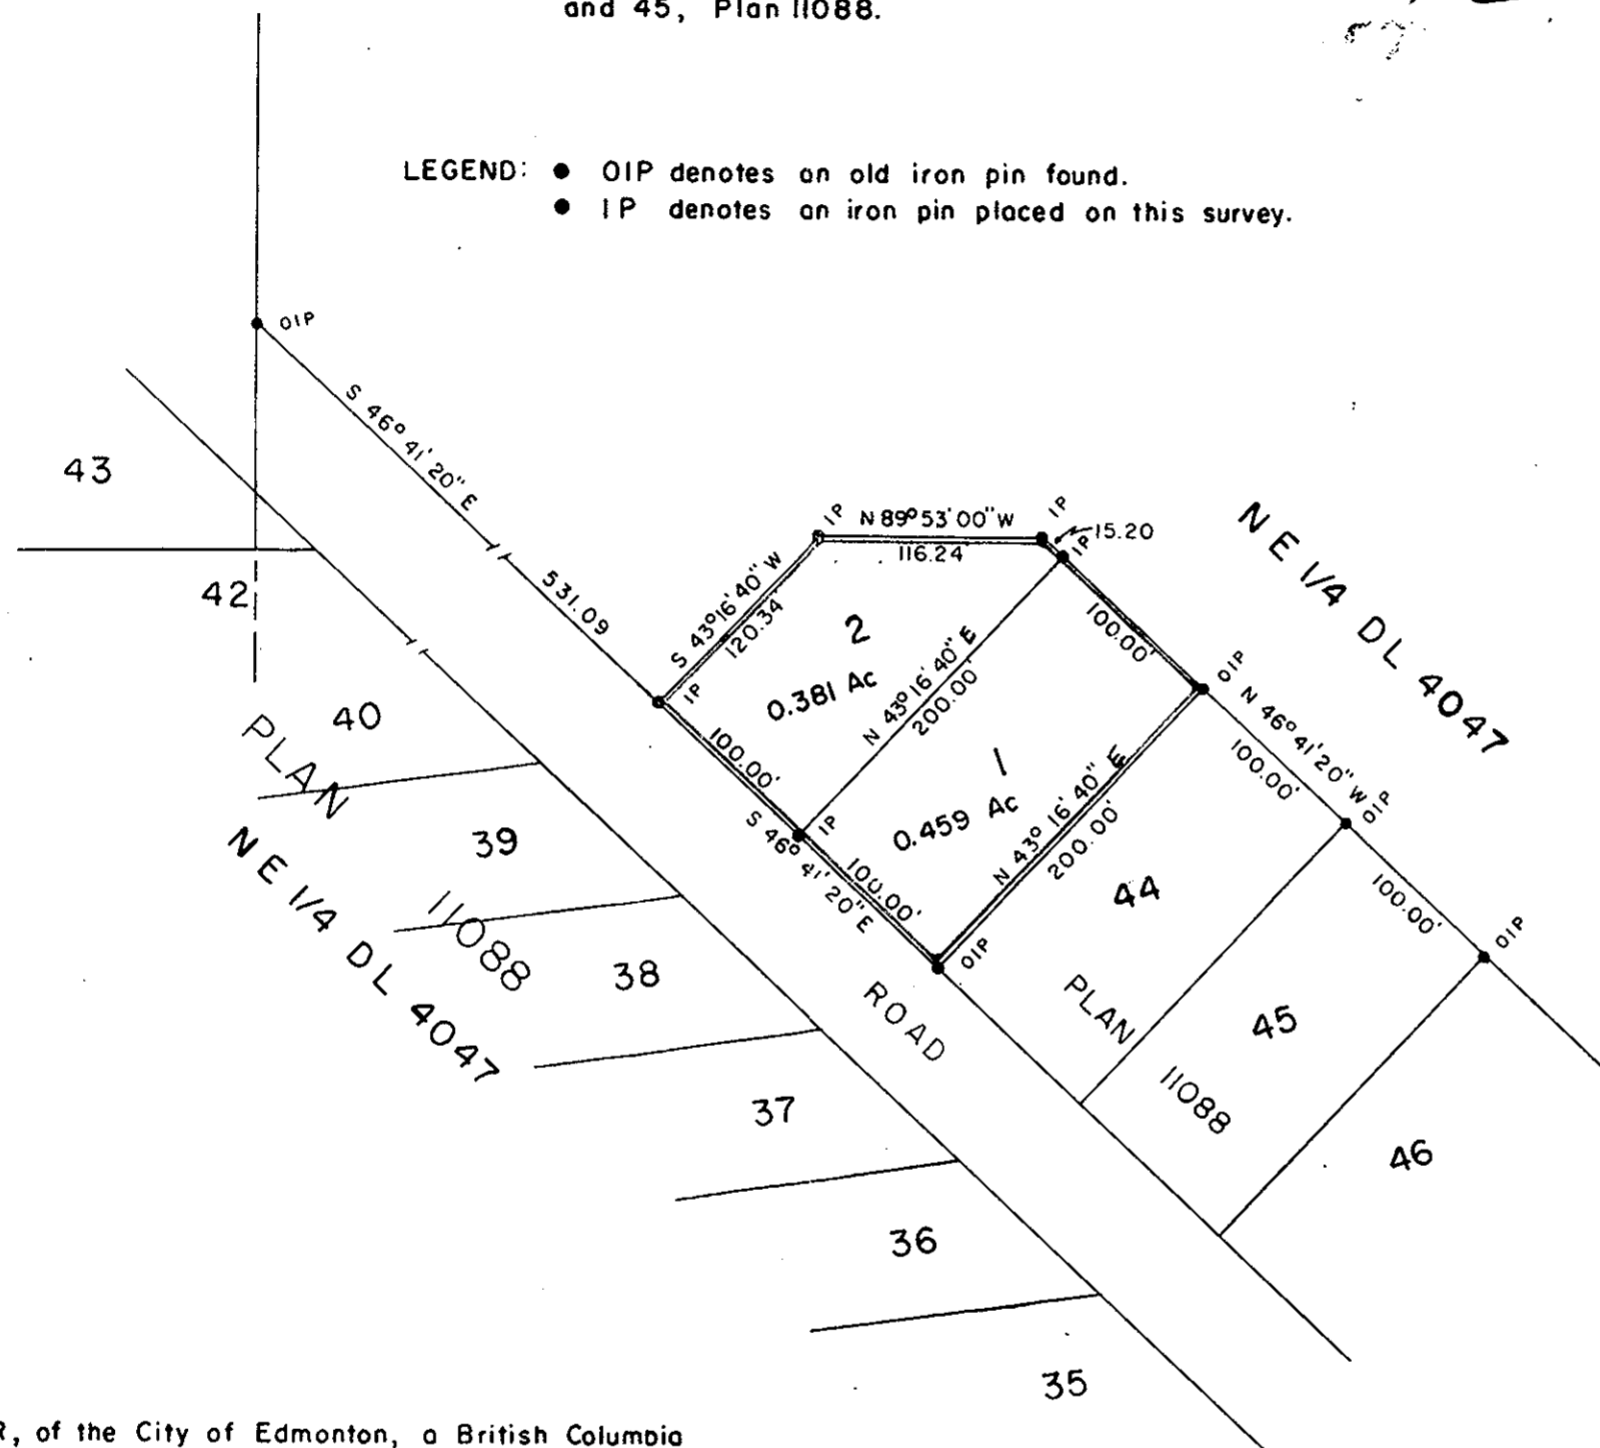 and 45, Plan 11088.
LEGEND: ● OIP denotes an old iron pin found.
● IP denotes an iron pin placed on this survey.
OIP
S 46° 41' 20" E
43
531.09
42
IP
N 89° 53' 00" W
116.24
IP
15.20
IP
S 43° 16' 40" W
120.34'
2
0.381 Ac
N 43° 16' 40" E
200.00'
100.00'
OIP
NE 1/4 DL 4047
IP
100.00'
IP
S 46° 41' 20" E
100.00'
1
0.459 Ac
N 43° 16' 40" E
200.00'
OIP
N 46° 41' 20" W
100.00'
OIP
100.00'
OIP
40
PLAN
39
11088
NE 1/4 DL 4047
38
ROAD
44
PLAN
45
11088
46
37
36
35
R, of the City of Edmonton, a British Columbia